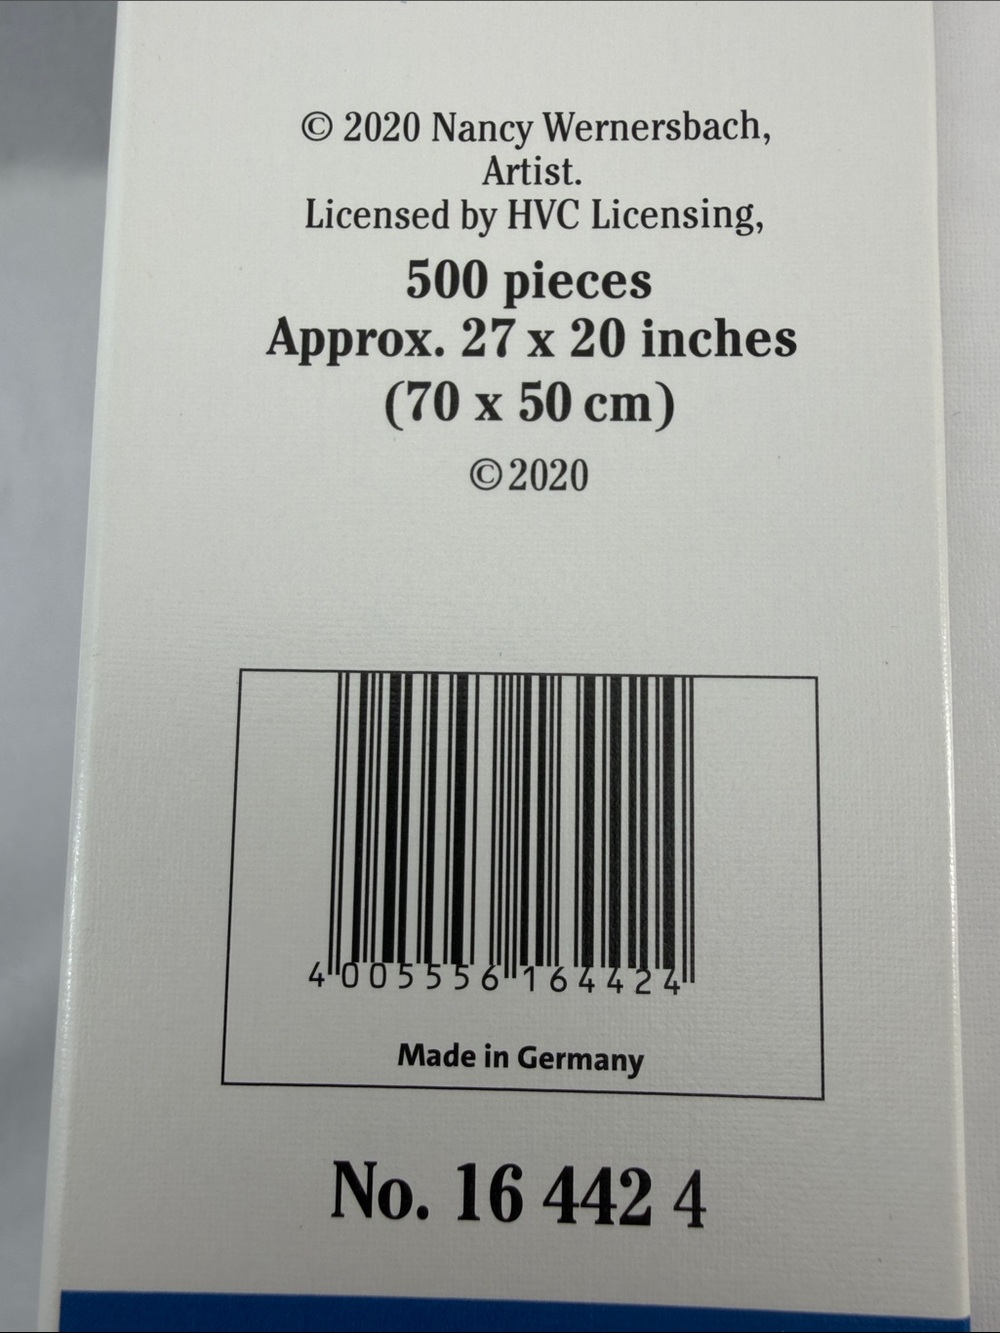 © 2020 Nancy Wernersbach,
Artist.
Licensed by HVC Licensing,
500 pieces
Approx. 27 x 20 inches
(70 x 50 cm)
©2020
4 005556 164424
Made in Germany
No. 16 442 4